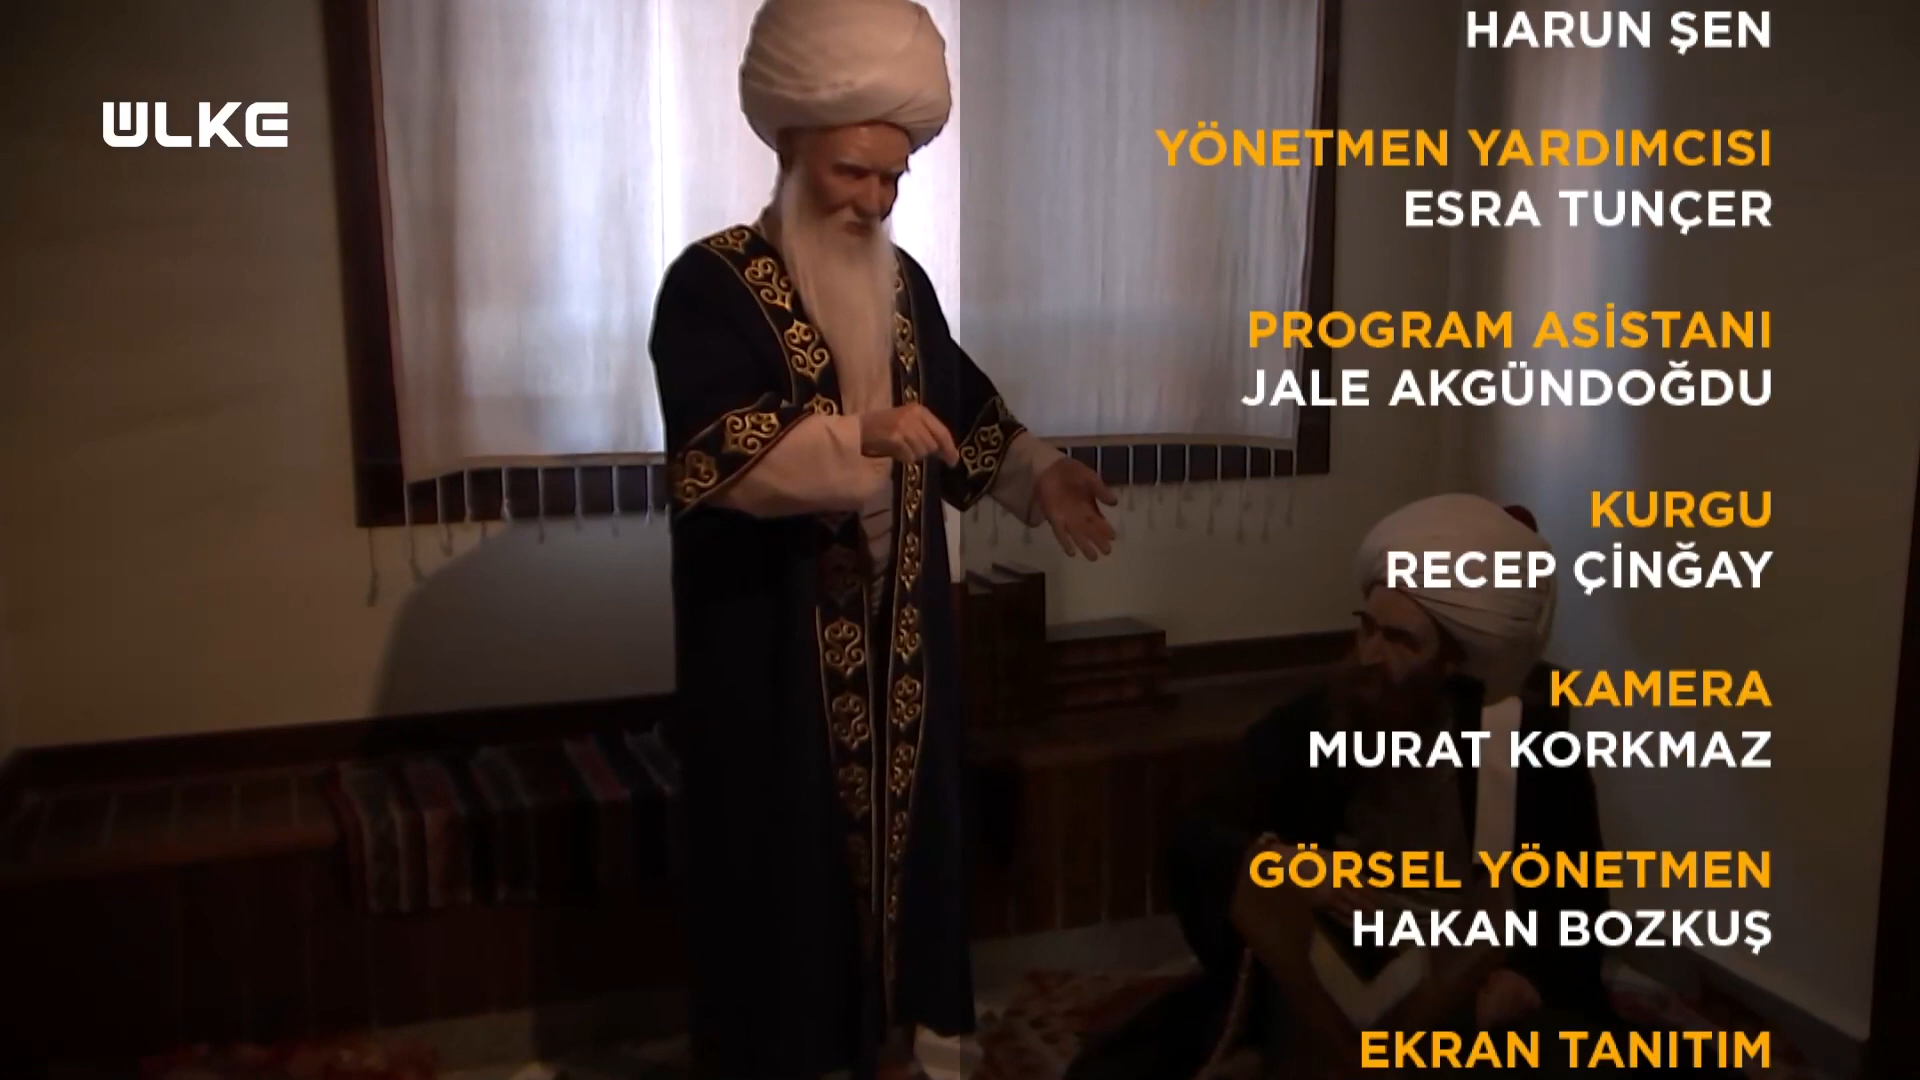 HARUN ŞEN
ÜLKE
YÖNETMEN YARDIMCISI
ESRA TUNÇER
PROGRAM ASİSTANI
JALE AKGÜNDOĞDU
KURGU
RECEP ÇİNĞAY
KAMERA
MURAT KORKMAZ
GÖRSEL YÖNETMEN
HAKAN BOZKUŞ
EKRAN TANITIM